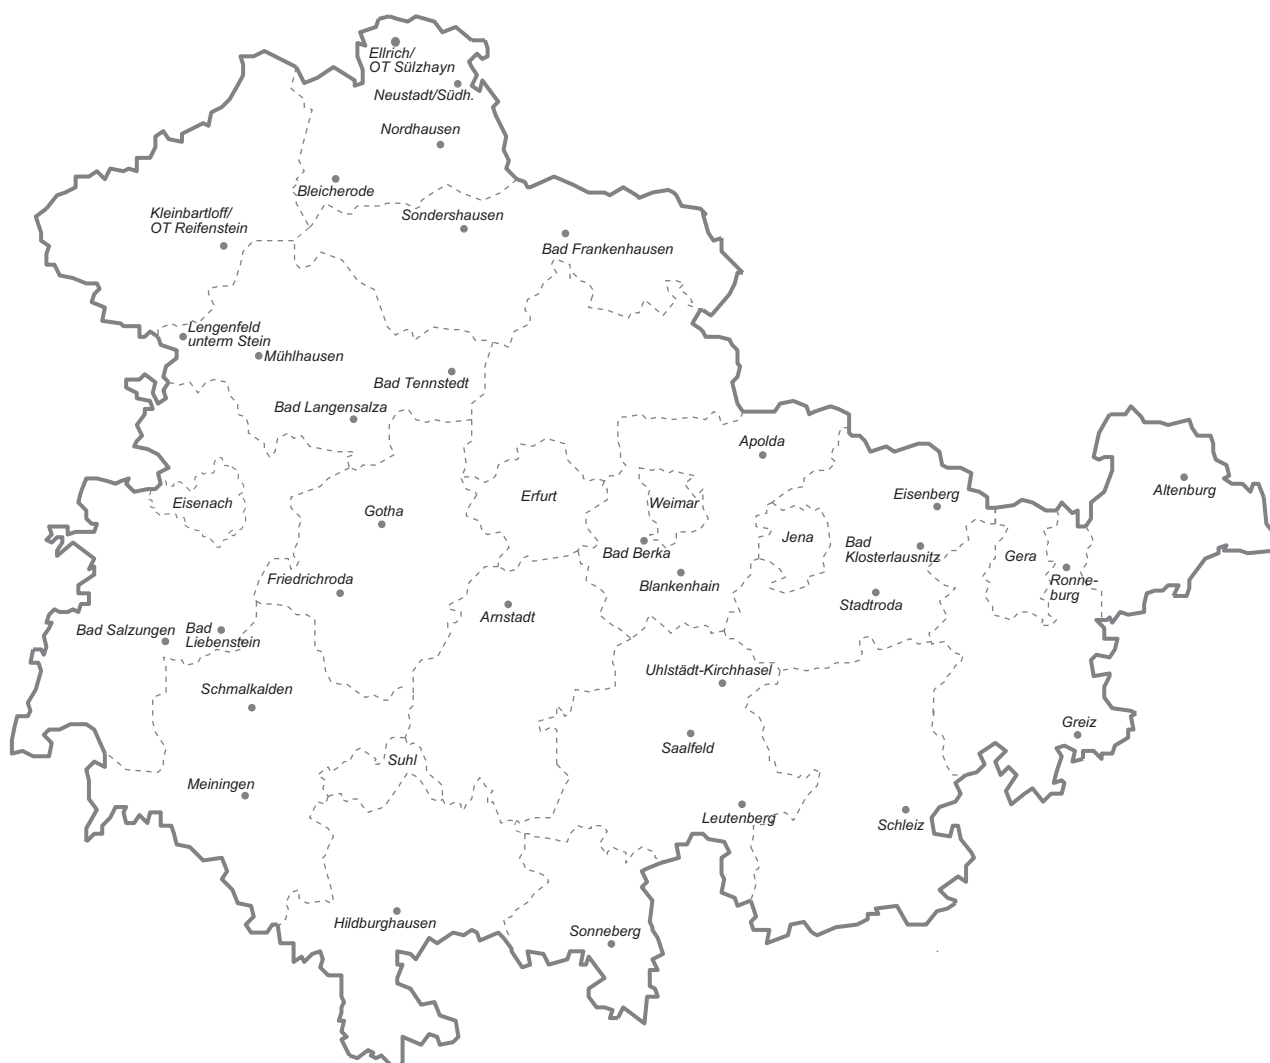 Ellrich/
OT Sülzhayn
Neustadt/Südh.
Nordhausen
Bleicherode
Kleinbartloff/
OT Reifenstein
Sondershausen
Bad Frankenhausen
Lengenfeld
unterm Stein
Mühlhausen
Bad Tennstedt
Bad Langensalza
Apolda
Eisenach
Gotha
Erfurt
Weimar
Eisenberg
Altenburg
Jena
Bad
Klosterlausnitz
Gera
Bad Berka
Friedrichroda
Blankenhain
Ronne-
burg
Stadtroda
Arnstadt
Bad Salzungen
Bad
Liebenstein
Uhlstädt-Kirchhasel
Schmalkalden
Greiz
Saalfeld
Suhl
Meiningen
Leutenberg
Schleiz
Hildburghausen
Sonneberg